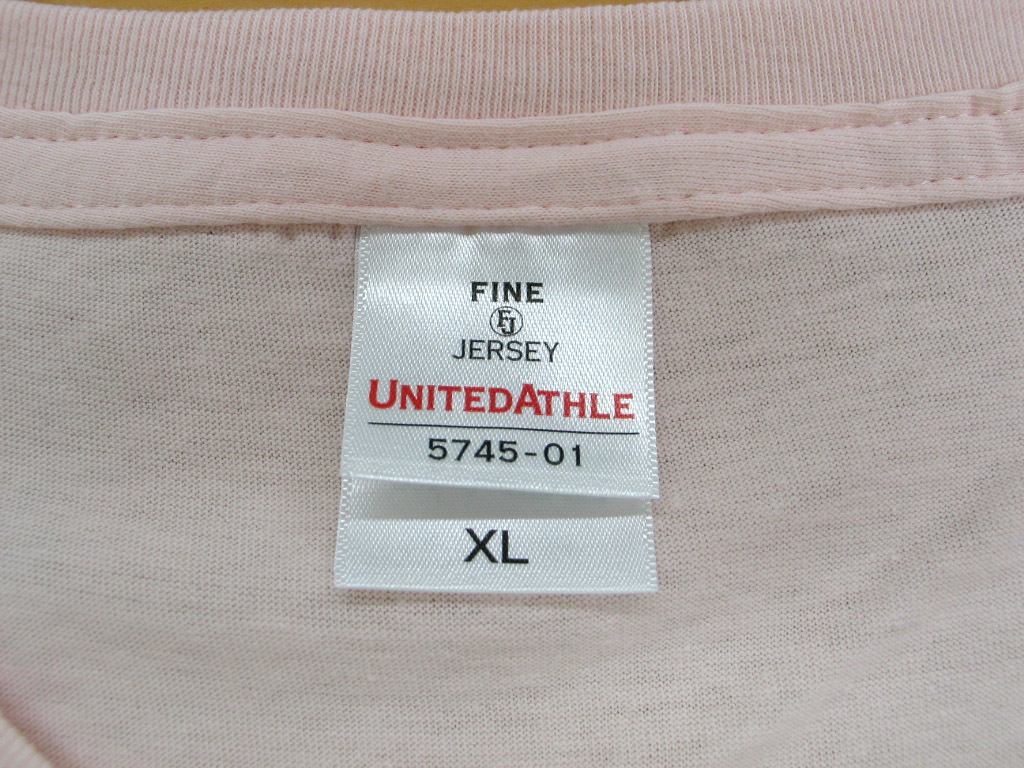 FINE
FJ
JERSEY
UNITEDATHLE
5745-01
XL